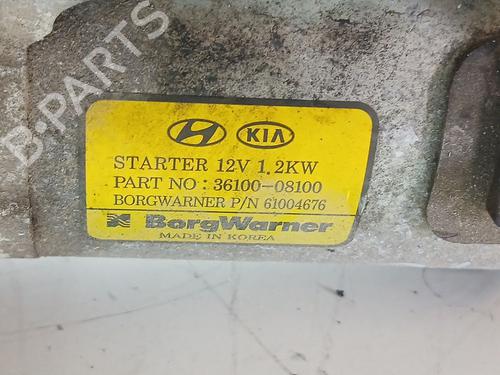 B-PARTS
KIA
STARTER 12V 1.2KW
PART NO : 36100-08100
BORGWARNER P/N 61004676
BorgWarner
MADE IN KOREA